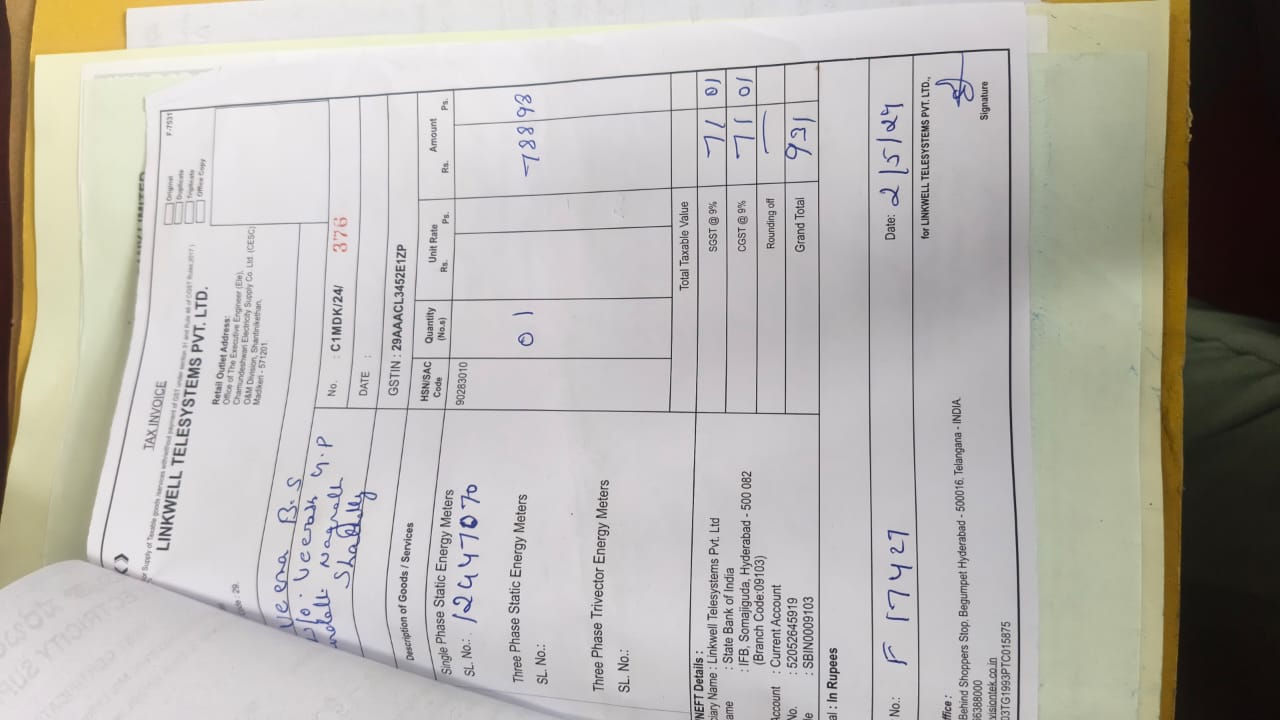 TAX INVOICE
F-7531
Original
Duplicate
Triplicate
Office Copy
LINKWELL TELESYSTEMS PVT. LTD.
Retail Outlet Address:
Office of The Executive Engineer (Ele),
Chamundeshwari Electricity Supply Co. Ltd. (CESC)
O&M Division, Shantinikethan,
Madikeri - 571201.
Veena B.S
W/o: Veerash G.P
Shanthally
No. : C1MDK/24/ 376
DATE :
GSTIN : 29AAACL3452E1ZP
Description of Goods / Services HSN/SAC Code Quantity (No.s) Unit Rate Rs. Ps. Amount Rs. Ps.
Single Phase Static Energy Meters 90283010
SL. No.: 12447070 01 78898
Three Phase Static Energy Meters
SL. No.:
Three Phase Trivector Energy Meters
SL. No.:
Total Taxable Value
NEFT Details :
SGST @ 9% 71 01
: Linkwell Telesystems Pvt. Ltd
: State Bank of India
CGST @ 9% 71 01
: IFB, Somajiguda, Hyderabad - 500 082
(Branch Code:09103)
Rounding off —
: Current Account
: 52052645919
Grand Total 931
: SBIN0009103
: In Rupees
No.: F 17427 Date: 2/5/24
for LINKWELL TELESYSTEMS PVT. LTD.,
Signature
Behind Shoppers Stop, Begumpet Hyderabad - 500016. Telangana - INDIA.